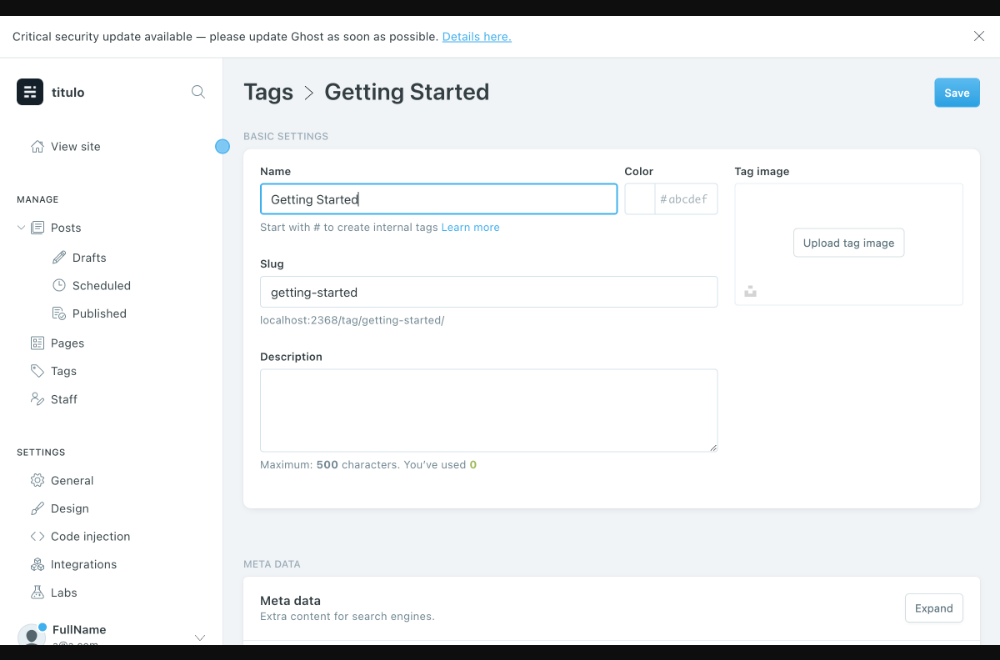 Critical security update available — please update Ghost as soon as possible. Details here.
titulo
View site
MANAGE
Posts
Drafts
Scheduled
Published
Pages
Tags
Staff
SETTINGS
General
Design
Code injection
Integrations
Labs
FullName
Tags > Getting Started
Save
BASIC SETTINGS
Name
Getting Started
Start with # to create internal tags Learn more
Color
#abcdef
Tag image
Upload tag image
Slug
getting-started
localhost:2368/tag/getting-started/
Description
Maximum: 500 characters. You've used 0
META DATA
Meta data
Extra content for search engines.
Expand